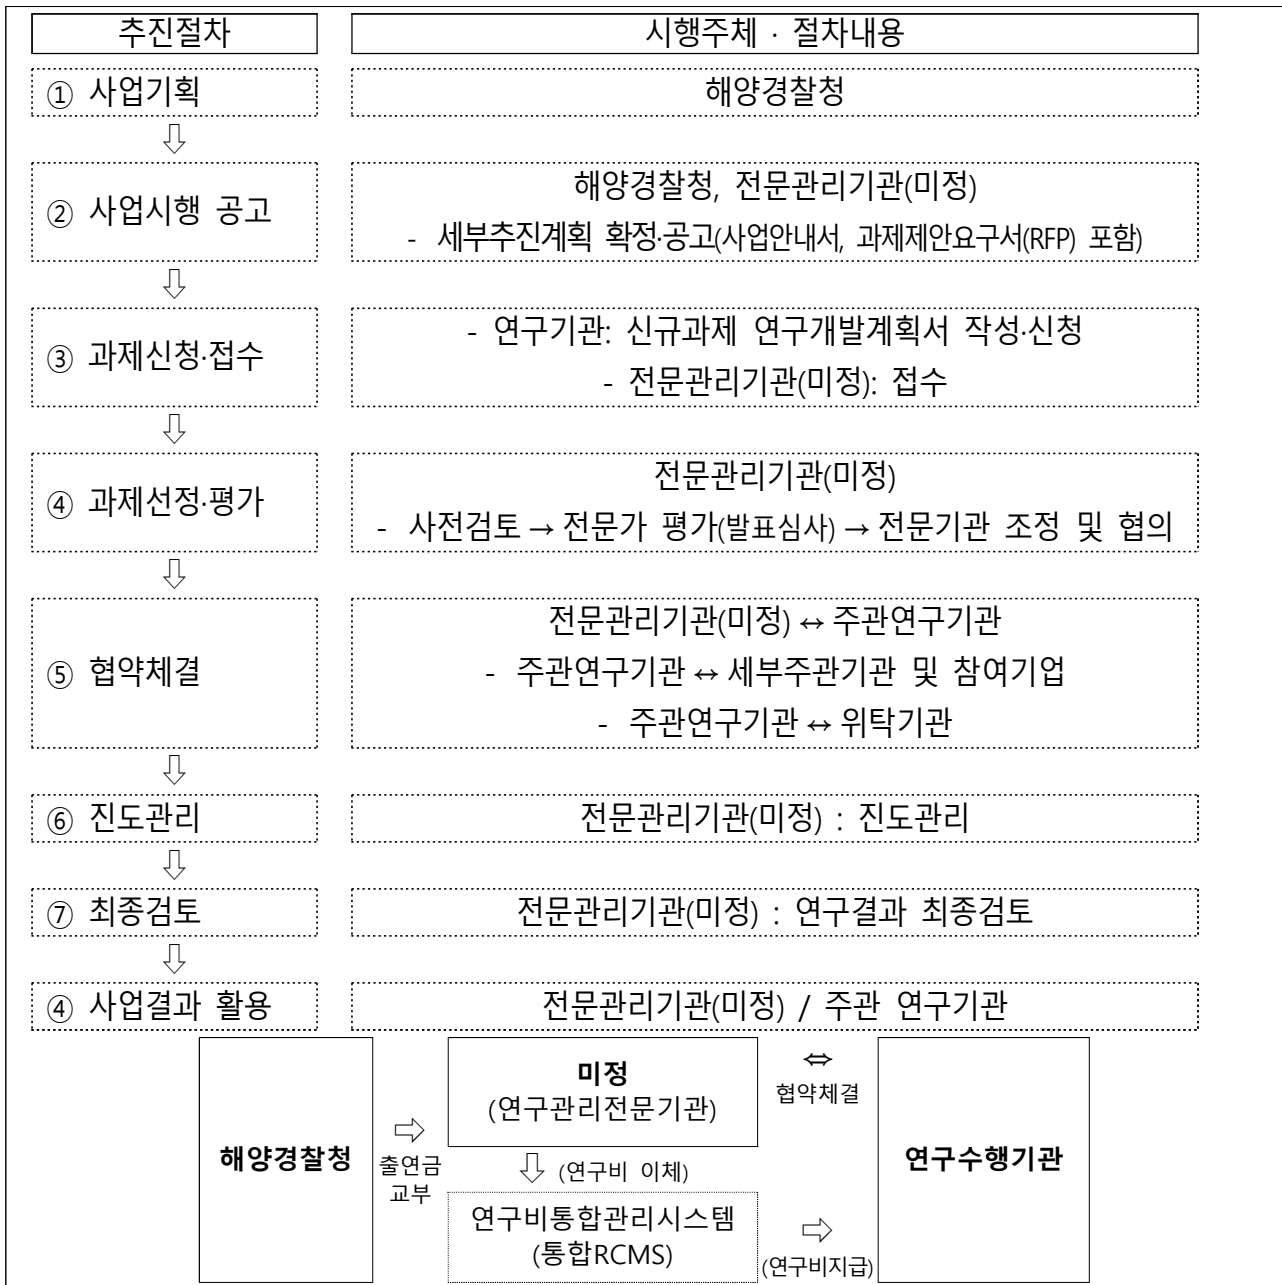 추진절차
시행주체 · 절차내용
① 사업기획
해양경찰청
⇩
② 사업시행 공고
해양경찰청, 전문관리기관(미정)
- 세부추진계획 확정·공고(사업안내서, 과제제안요구서(RFP) 포함)
⇩
③ 과제신청·접수
- 연구기관: 신규과제 연구개발계획서 작성·신청
- 전문관리기관(미정): 접수
⇩
④ 과제선정·평가
전문관리기관(미정)
- 사전검토 → 전문가 평가(발표심사) → 전문기관 조정 및 협의
⇩
⑤ 협약체결
전문관리기관(미정) ↔ 주관연구기관
- 주관연구기관 ↔ 세부주관기관 및 참여기업
- 주관연구기관 ↔ 위탁기관
⇩
⑥ 진도관리
전문관리기관(미정) : 진도관리
⇩
⑦ 최종검토
전문관리기관(미정) : 연구결과 최종검토
⇩
④ 사업결과 활용
전문관리기관(미정) / 주관 연구기관
해양경찰청
⇨
출연금
교부
미정
(연구관리전문기관)
⇩ (연구비 이체)
연구비통합관리시스템
(통합RCMS)
⇔
협약체결
⇨
(연구비지급)
연구수행기관